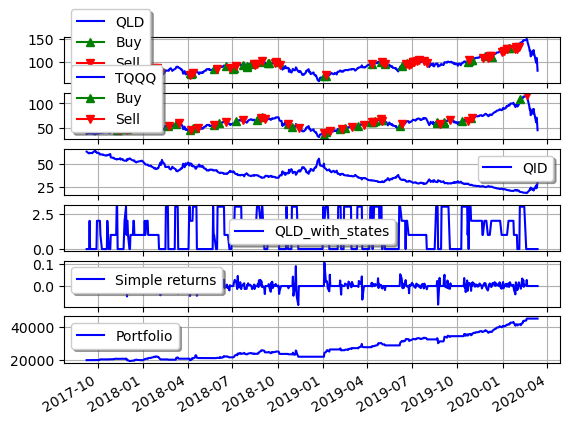 QLD
Buy
Sell
150
100
TQQQ
Buy
Sell
100
50
QID
50
25
QLD_with_states
2.5
0.0
Simple returns
0.1
0.0
Portfolio
40000
20000
2017-10
2018-01
2018-04
2018-07
2018-10
2019-01
2019-04
2019-07
2019-10
2020-01
2020-04